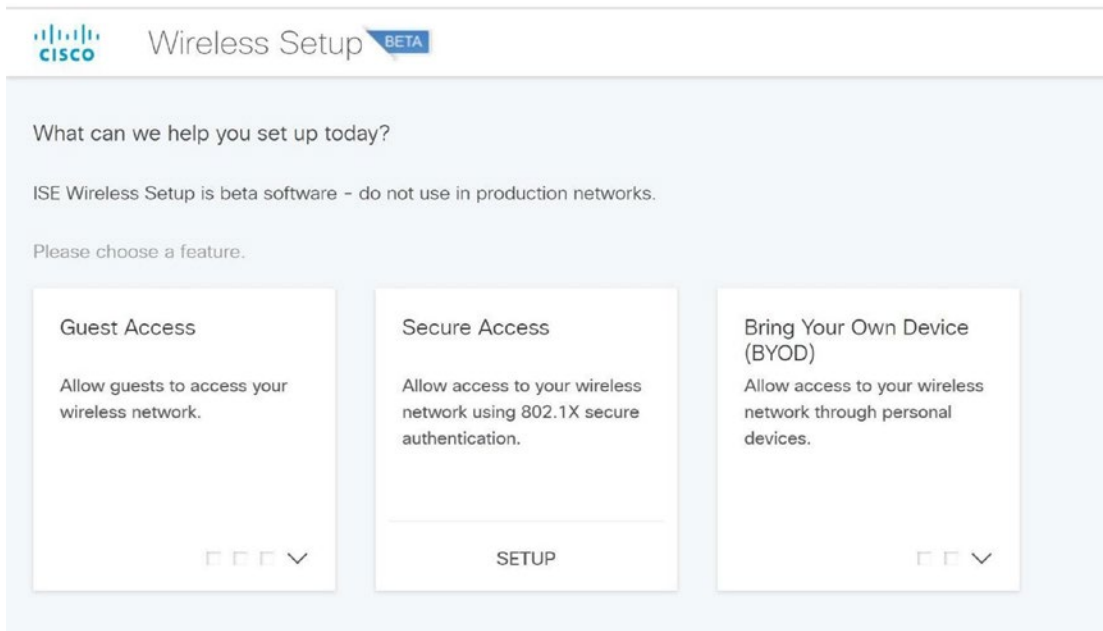 CISCO
Wireless Setup BETA
What can we help you set up today?
ISE Wireless Setup is beta software - do not use in production networks.
Please choose a feature.
Guest Access
Allow guests to access your
wireless network.
Secure Access
Allow access to your wireless
network using 802.1X secure
authentication.
SETUP
Bring Your Own Device
(BYOD)
Allow access to your wireless
network through personal
devices.